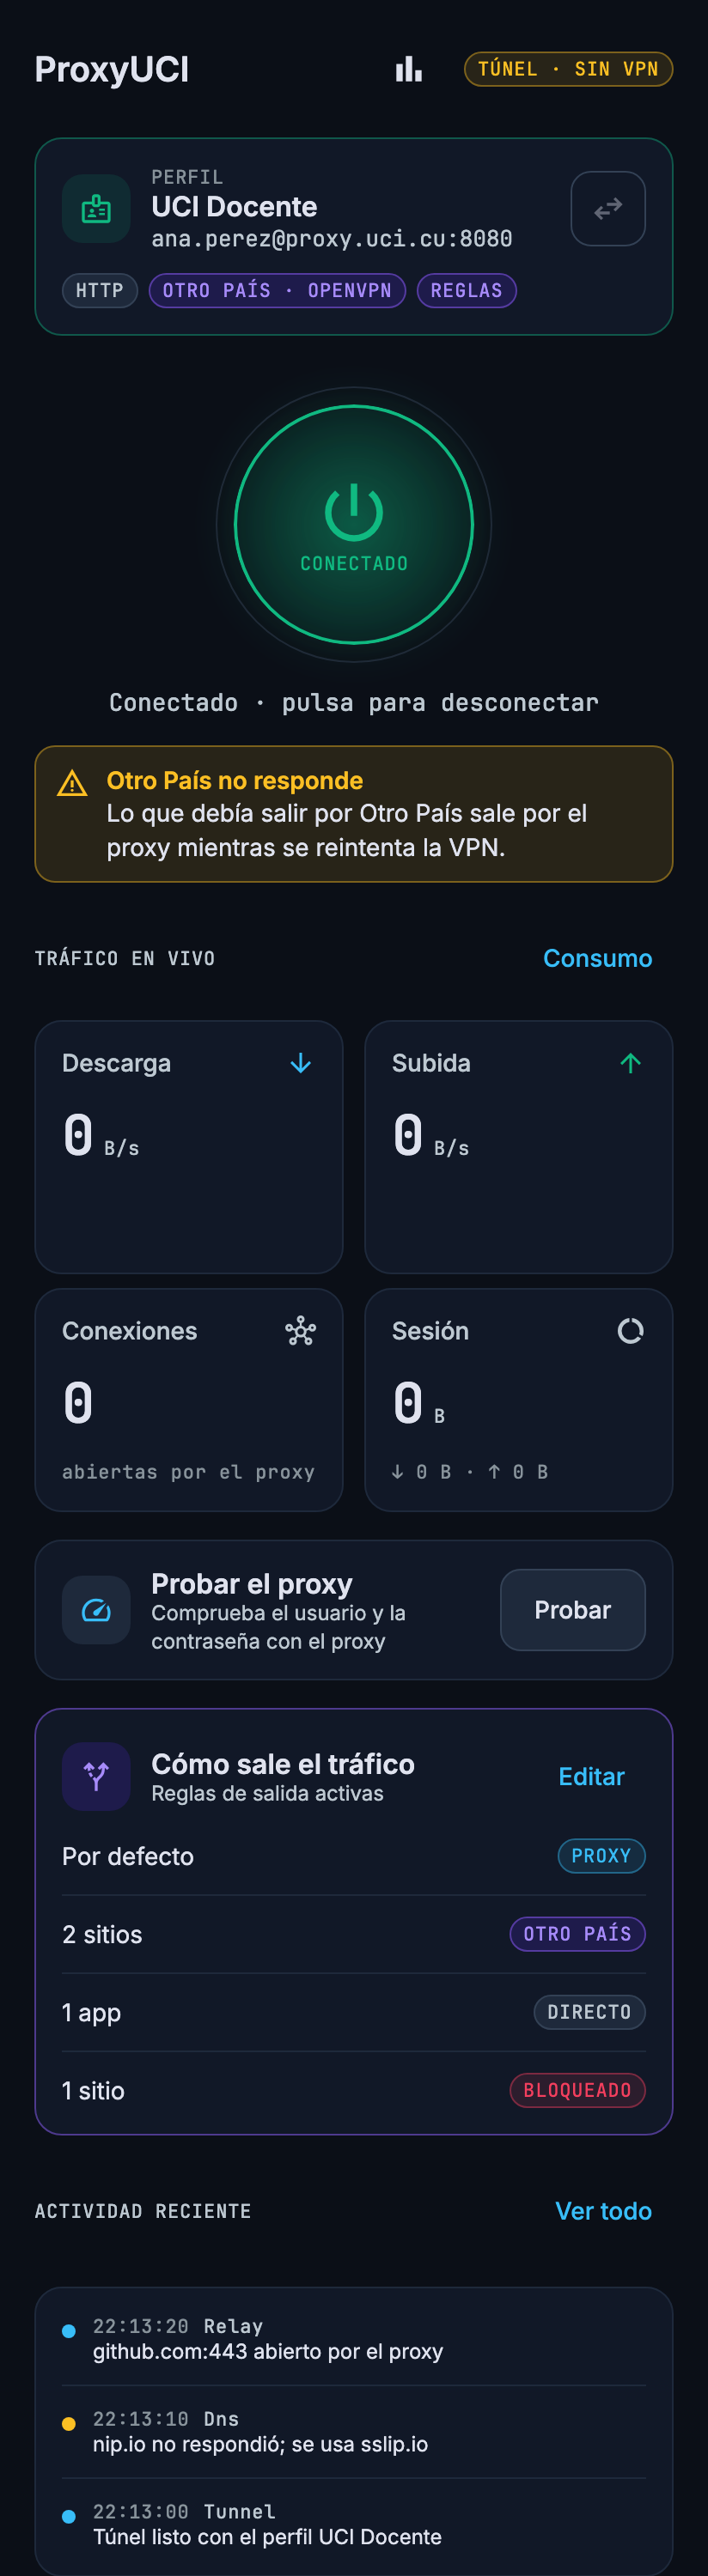 ProxyUCI
TÚNEL · SIN VPN
PERFIL
UCI Docente
ana.perez@proxy.uci.cu:8080
HTTP
OTRO PAÍS · OPENVPN
REGLAS
CONECTADO
Conectado · pulsa para desconectar
Otro País no responde
Lo que debía salir por Otro País sale por el
proxy mientras se reintenta la VPN.
TRÁFICO EN VIVO
Consumo
Descarga
0 B/s
Subida
0 B/s
Conexiones
0
abiertas por el proxy
Sesión
0 B
↓ 0 B · ↑ 0 B
Probar el proxy
Comprueba el usuario y la
contraseña con el proxy
Probar
Cómo sale el tráfico
Reglas de salida activas
Editar
Por defecto
PROXY
2 sitios
OTRO PAÍS
1 app
DIRECTO
1 sitio
BLOQUEADO
ACTIVIDAD RECIENTE
Ver todo
22:13:20 Relay
github.com:443 abierto por el proxy
22:13:10 Dns
nip.io no respondió; se usa sslip.io
22:13:00 Tunnel
Túnel listo con el perfil UCI Docente